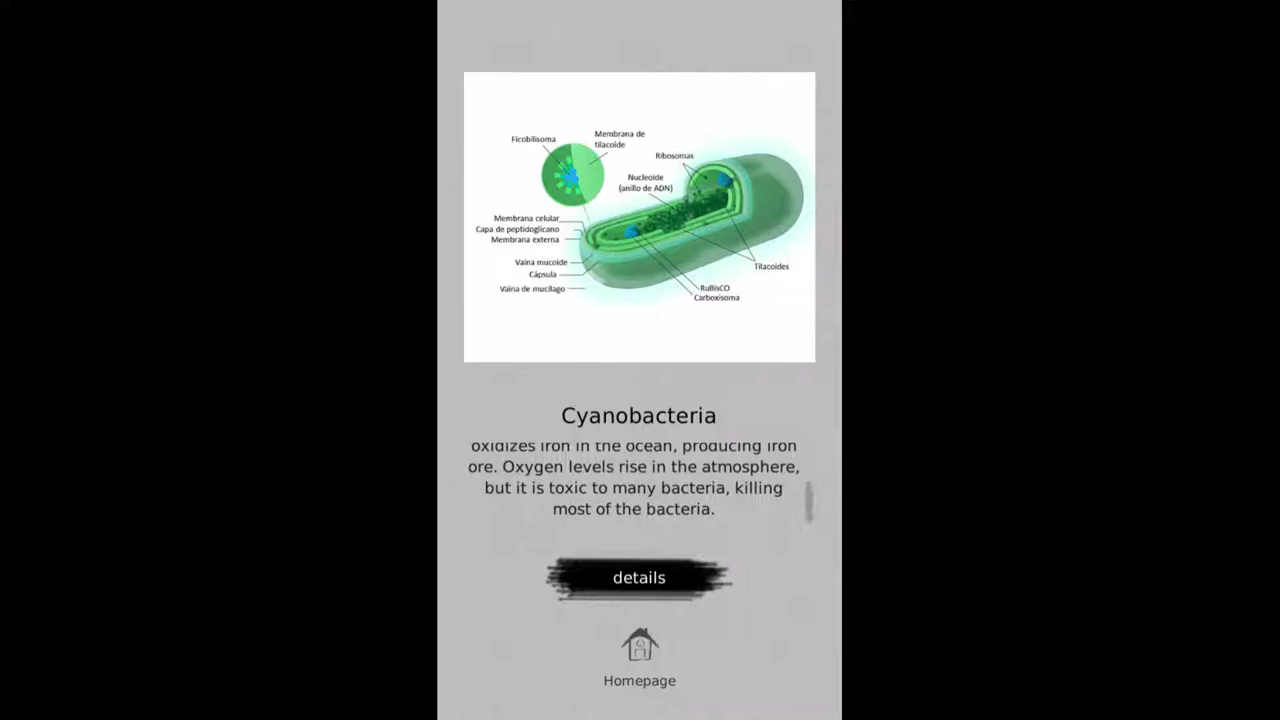 Ficobilisoma
Membrana de
tilacoide
Ribosomas
Nucleoide
(anillo de ADN)
Membrana celular
Capa de peptidoglicano
Membrana externa
Vaina mucoide
Cápsula
Vaina de mucílago
Tilacoides
RuBisCO
Carboxisoma
Cyanobacteria
oxidizes iron in the ocean, producing iron
ore. Oxygen levels rise in the atmosphere,
but it is toxic to many bacteria, killing
most of the bacteria.
details
Homepage